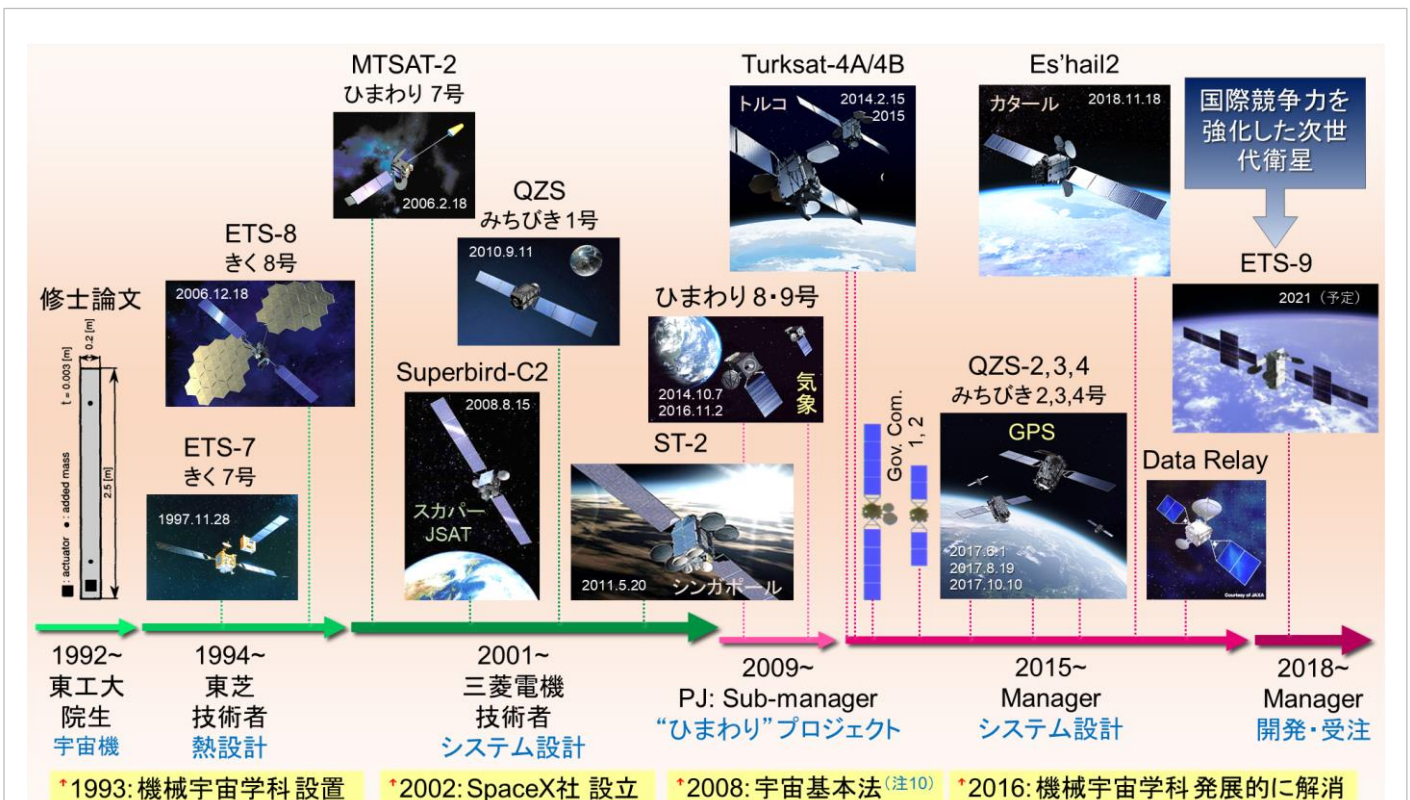 MTSAT-2
ひまわり 7号
2006.2.18
Turksat-4A/4B
トルコ
2014.2.15
2015
Es'hail2
カタール
2018.11.18
国際競争力を
強化した次世
代衛星
QZS
みちびき1号
2010.9.11
ETS-8
きく 8号
2006.12.18
ETS-9
2021（予定）
修士論文
t = 0.003 [m]
0.2 [m]
2.5 [m]
■: actuator ●: added mass
ひまわり 8・9号
2014.10.7
2016.11.2
気象
Superbird-C2
2008.8.15
スカパー
JSAT
QZS-2,3,4
みちびき2,3,4号
GPS
2017.6.1
2017.8.19
2017.10.10
Gov. Com.
1, 2
ETS-7
きく 7号
1997.11.28
ST-2
2011.5.20
シンガポール
Data Relay
Courtesy of JAXA
1992~
東工大
院生
宇宙機
1994~
東芝
技術者
熱設計
2001~
三菱電機
技術者
システム設計
2009~
PJ: Sub-manager
“ひまわり”プロジェクト
2015~
Manager
システム設計
2018~
Manager
開発・受注
↑1993: 機械宇宙学科 設置
↑2002: SpaceX社 設立
↑2008: 宇宙基本法(注10)
↑2016: 機械宇宙学科 発展的に解消